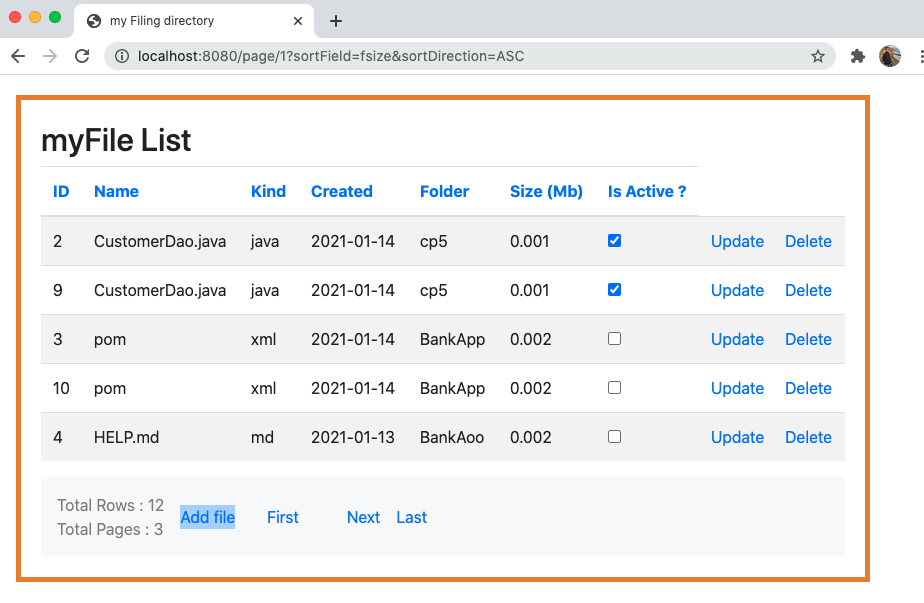 my Filing directory
localhost:8080/page/1?sortField=fsize&sortDirection=ASC
myFile List
ID Name Kind Created Folder Size (Mb) Is Active ?
2 CustomerDao.java java 2021-01-14 cp5 0.001 Update Delete
9 CustomerDao.java java 2021-01-14 cp5 0.001 Update Delete
3 pom xml 2021-01-14 BankApp 0.002 Update Delete
10 pom xml 2021-01-14 BankApp 0.002 Update Delete
4 HELP.md md 2021-01-13 BankAoo 0.002 Update Delete
Total Rows : 12
Total Pages : 3
Add file First Next Last